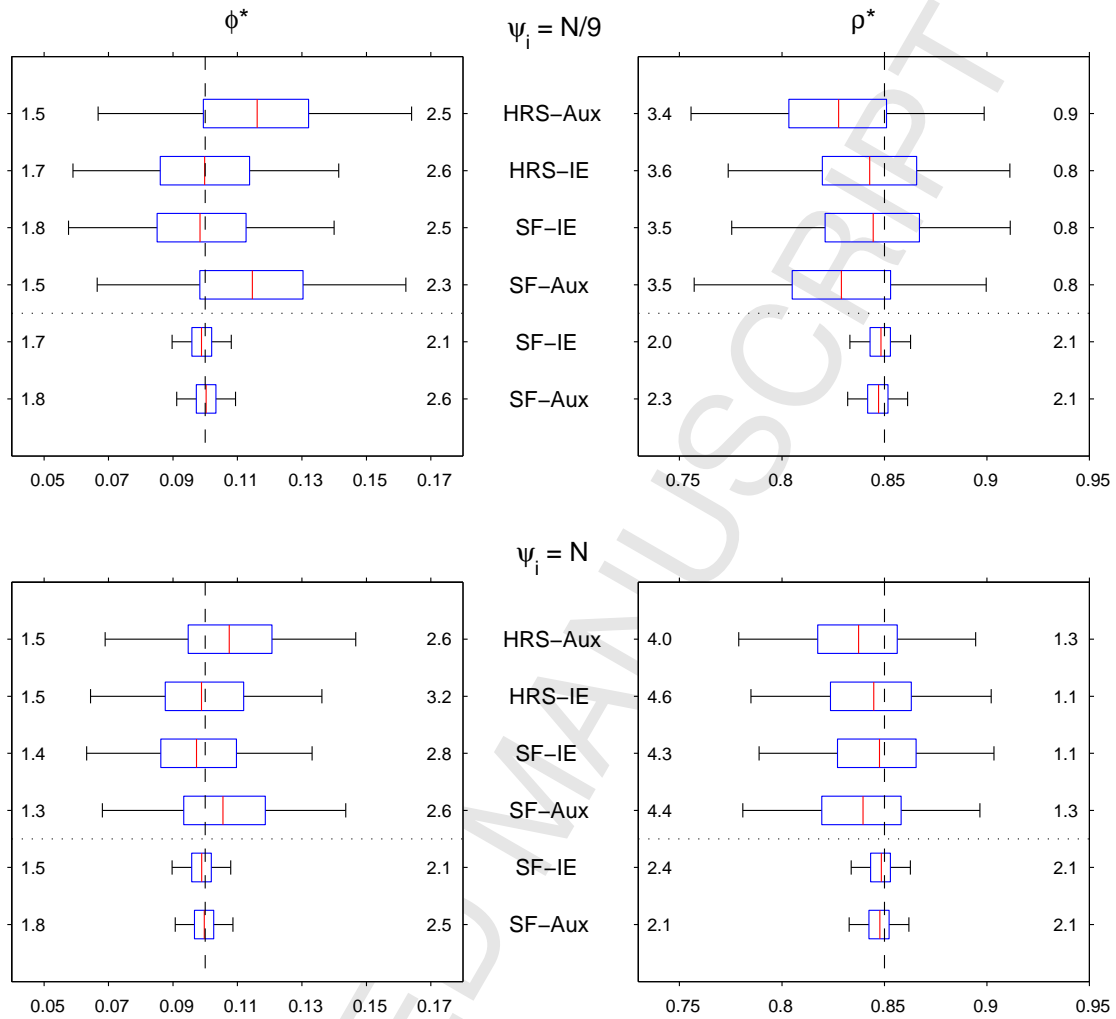 ϕ* ψi = N/9 ρ*
1.5 2.5 HRS−Aux 3.4 0.9
1.7 2.6 HRS−IE 3.6 0.8
1.8 2.5 SF−IE 3.5 0.8
1.5 2.3 SF−Aux 3.5 0.8
1.7 2.1 SF−IE 2.0 2.1
1.8 2.6 SF−Aux 2.3 2.1
0.05 0.07 0.09 0.11 0.13 0.15 0.17 0.75 0.8 0.85 0.9 0.95
ψi = N
1.5 2.6 HRS−Aux 4.0 1.3
1.5 3.2 HRS−IE 4.6 1.1
1.4 2.8 SF−IE 4.3 1.1
1.3 2.6 SF−Aux 4.4 1.3
1.5 2.1 SF−IE 2.4 2.1
1.8 2.5 SF−Aux 2.1 2.1
0.05 0.07 0.09 0.11 0.13 0.15 0.17 0.75 0.8 0.85 0.9 0.95
MANUSCRIPT